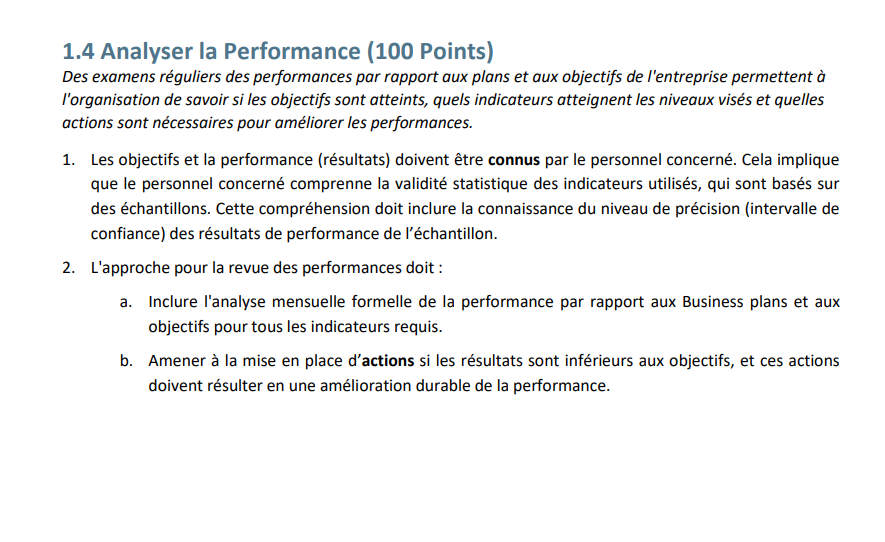 1.4 Analyser la Performance (100 Points)
Des examens réguliers des performances par rapport aux plans et aux objectifs de l'entreprise permettent à
l'organisation de savoir si les objectifs sont atteints, quels indicateurs atteignent les niveaux visés et quelles
actions sont nécessaires pour améliorer les performances.
1. Les objectifs et la performance (résultats) doivent être connus par le personnel concerné. Cela implique
que le personnel concerné comprenne la validité statistique des indicateurs utilisés, qui sont basés sur
des échantillons. Cette compréhension doit inclure la connaissance du niveau de précision (intervalle de
confiance) des résultats de performance de l’échantillon.
2. L'approche pour la revue des performances doit :
a. Inclure l'analyse mensuelle formelle de la performance par rapport aux Business plans et aux
objectifs pour tous les indicateurs requis.
b. Amener à la mise en place d’actions si les résultats sont inférieurs aux objectifs, et ces actions
doivent résulter en une amélioration durable de la performance.